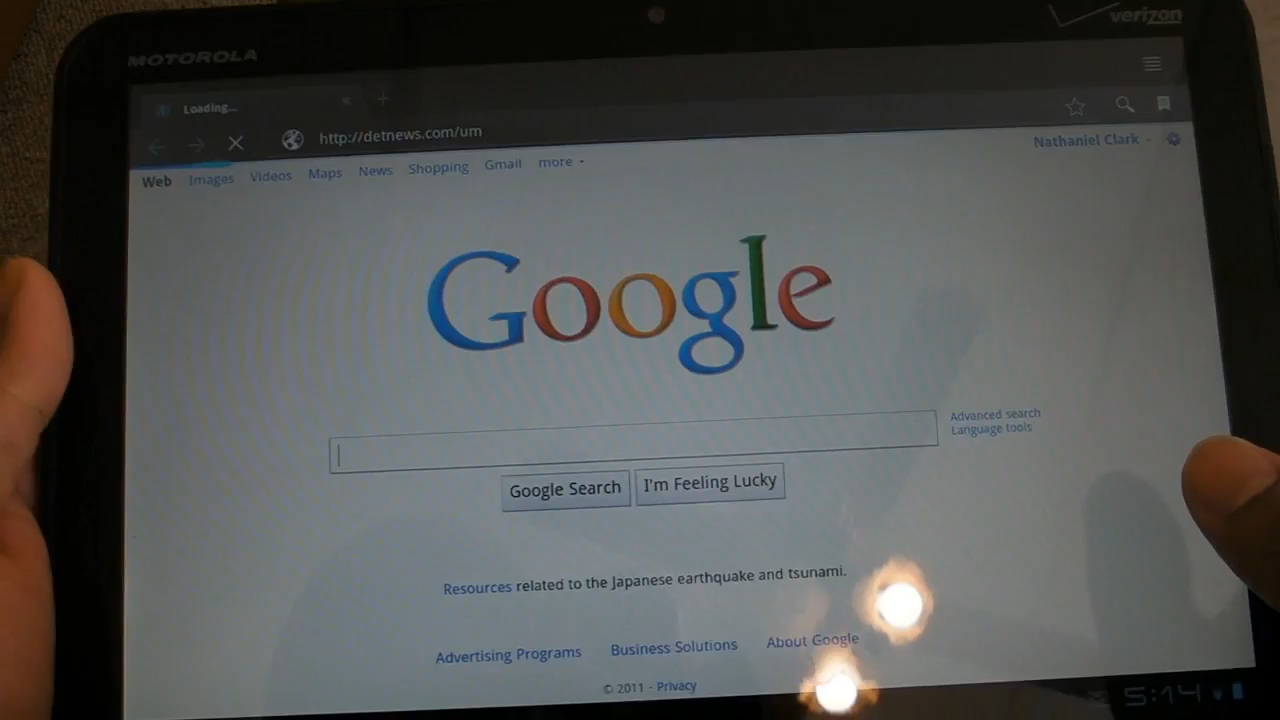 MOTOROLA
verizon
Loading...
http://detnews.com/um
Web Images Videos Maps News Shopping Gmail more
Nathaniel Clark
Google
Advanced search
Language tools
Google Search
I'm Feeling Lucky
Resources related to the Japanese earthquake and tsunami.
Advertising Programs Business Solutions About Google
© 2011 - Privacy
5:14